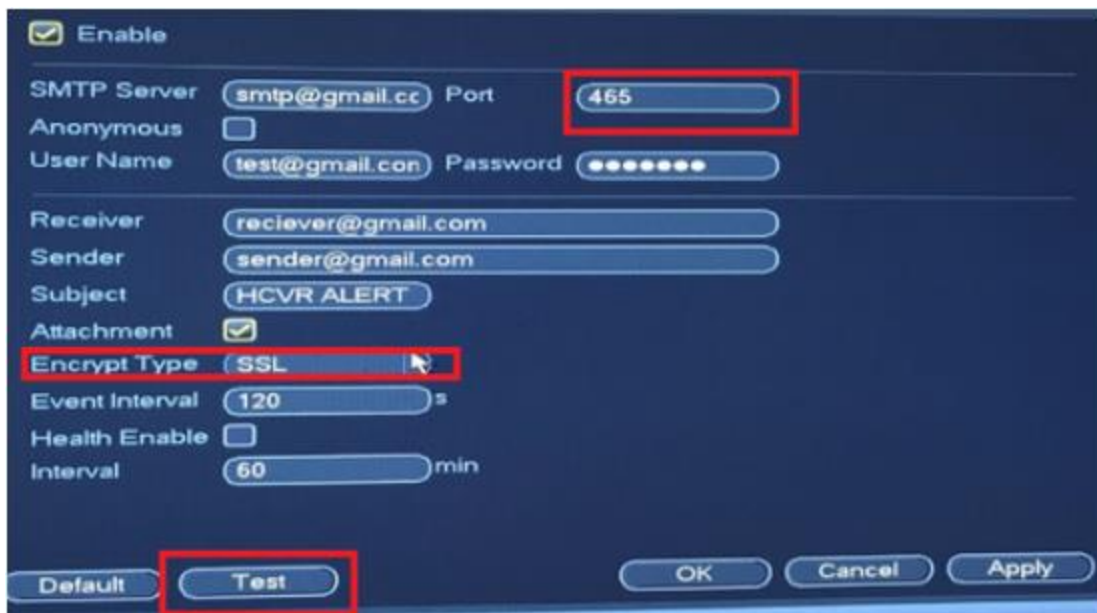 Enable
SMTP Server smtp@gmail.cc Port 465
Anonymous
User Name test@gmail.con Password ●●●●●●●
Receiver reciever@gmail.com
Sender sender@gmail.com
Subject HCVR ALERT
Attachment
Encrypt Type SSL
Event Interval 120 s
Health Enable
Interval 60 min
Default Test OK Cancel Apply